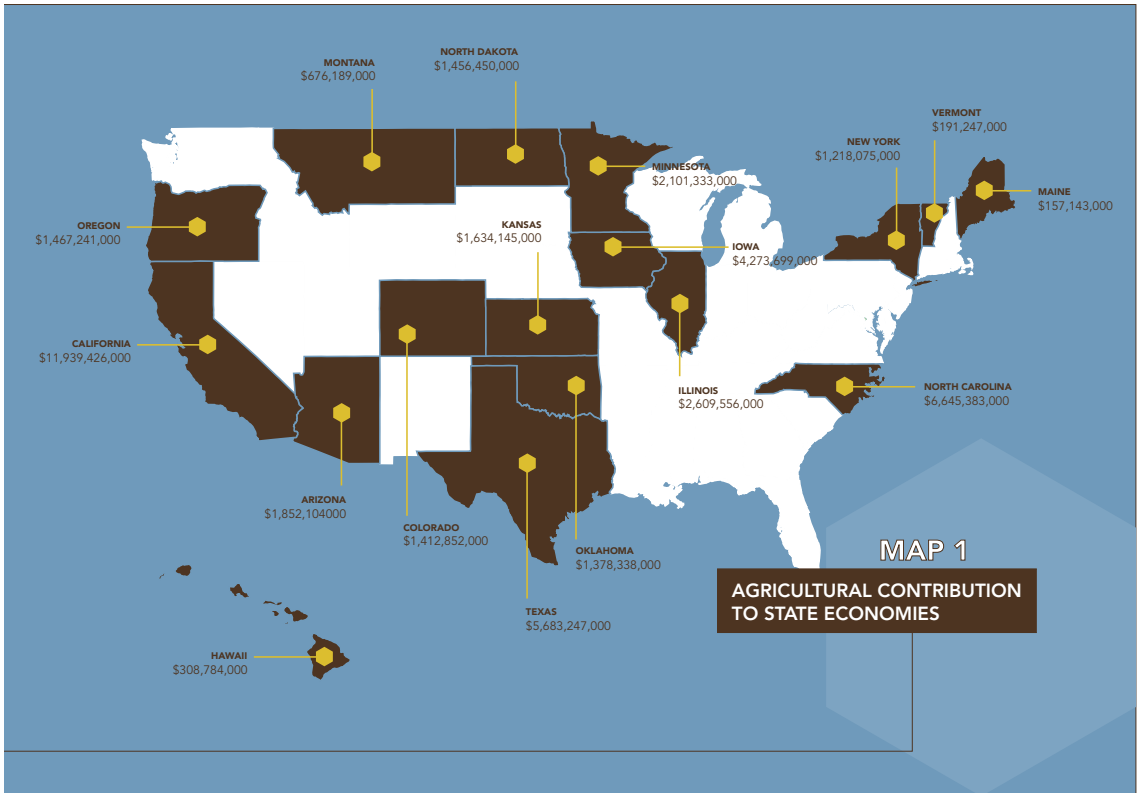 NORTH DAKOTA
$1,456,450,000
MONTANA
$676,189,000
VERMONT
$191,247,000
NEW YORK
$1,218,075,000
MINNESOTA
$2,101,333,000
MAINE
$157,143,000
OREGON
$1,467,241,000
KANSAS
$1,634,145,000
IOWA
$4,273,699,000
CALIFORNIA
$11,939,426,000
ILLINOIS
$2,609,556,000
NORTH CAROLINA
$6,645,383,000
ARIZONA
$1,852,104000
COLORADO
$1,412,852,000
OKLAHOMA
$1,378,338,000
TEXAS
$5,683,247,000
HAWAII
$308,784,000
MAP 1
AGRICULTURAL CONTRIBUTION
TO STATE ECONOMIES